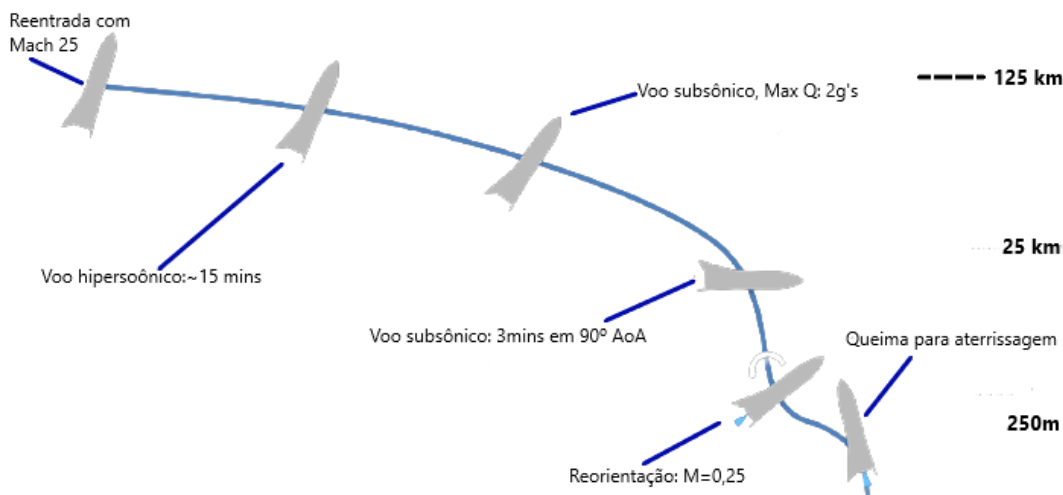 Reentrada com
Mach 25
125 km
Voo subsônico, Max Q: 2g's
25 km
Voo hipersoônico:~15 mins
Voo subsônico: 3mins em 90º AoA
Queima para aterrissagem
250m
Reorientação: M=0,25